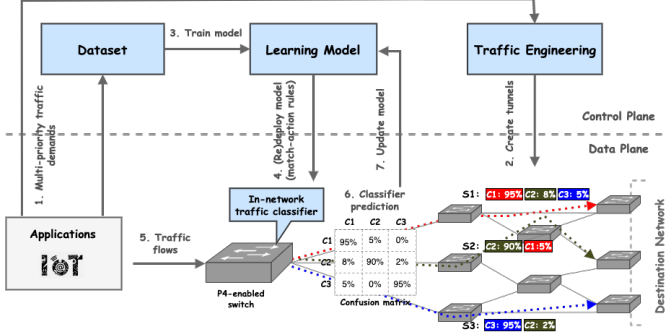 3. Train model
Dataset
Learning Model
Traffic Engineering
1. Multi-priority traffic
demands
4. (Re)deploy model
(match-action rules)
7. Update model
2. Create tunnels
Control Plane
Data Plane
In-network
traffic classifier
6. Classifier
prediction
C1 C2 C3
C1 95% 5% 0%
C2 8% 90% 2%
C3 5% 0% 95%
Confusion matrix
S1: C1: 95% C2: 8% C3: 5%
S2: C2: 90% C1:5%
S3: C3: 95% C2: 2%
Applications
IoT
5. Traffic
flows
P4-enabled
switch
Destination Network